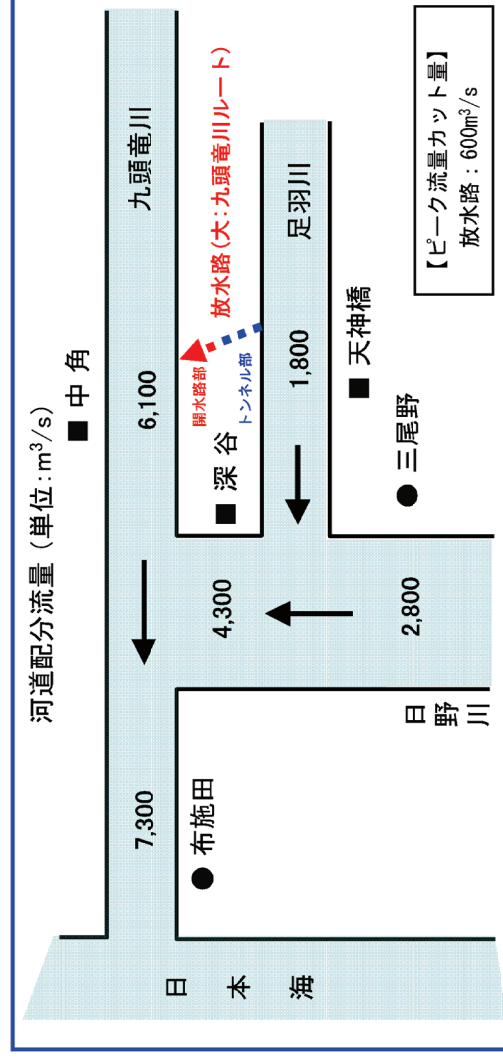 河道配分流量 (単位:m³/s)
■ 中 角
九頭竜川
6,100
7,300
● 布施田
日本海
開水路部
トンネル部
放水路(大:九頭竜川ルート)
■ 深 谷
4,300
足羽川
1,800
■ 天神橋
● 三尾野
2,800
日野川
【ピーク流量カット量】
放水路:600m³/s